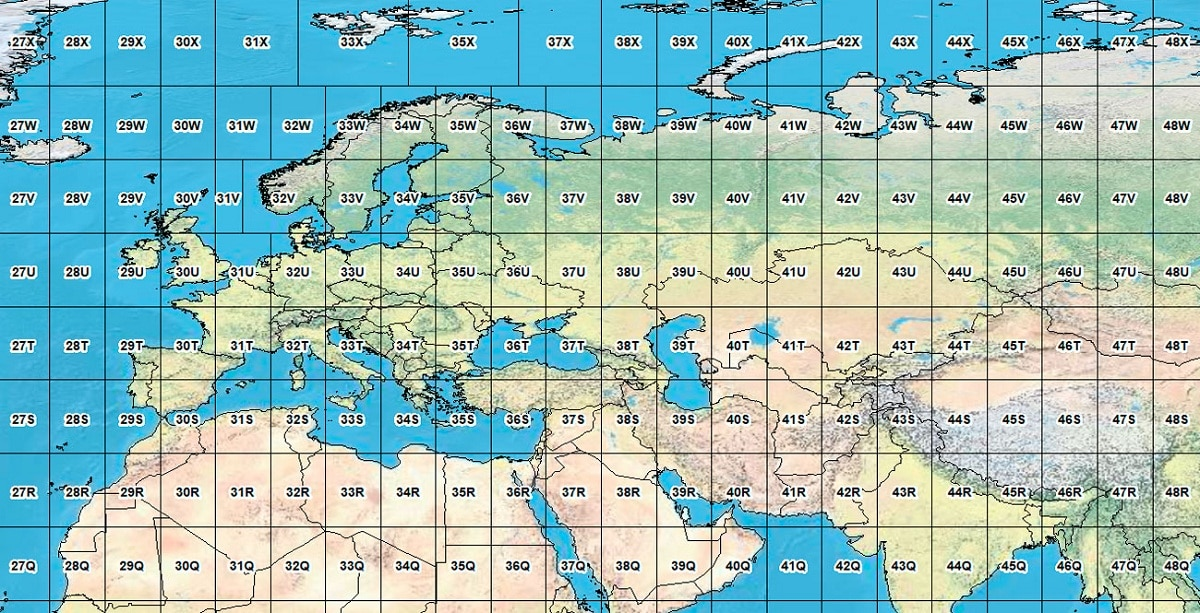 27X 28X 29X 30X 31X 33X 35X 37X 38X 39X 40X 41X 42X 43X 44X 45X 46X 47X 48X
27W 28W 29W 30W 31W 32W 33W 34W 35W 36W 37W 38W 39W 40W 41W 42W 43W 44W 45W 46W 47W 48W
27V 28V 29V 30V 31V 32V 33V 34V 35V 36V 37V 38V 39V 40V 41V 42V 43V 44V 45V 46V 47V 48V
27U 28U 29U 30U 31U 32U 33U 34U 35U 36U 37U 38U 39U 40U 41U 42U 43U 44U 45U 46U 47U 48U
27T 28T 29T 30T 31T 32T 33T 34T 35T 36T 37T 38T 39T 40T 41T 42T 43T 44T 45T 46T 47T 48T
27S 28S 29S 30S 31S 32S 33S 34S 35S 36S 37S 38S 39S 40S 41S 42S 43S 44S 45S 46S 47S 48S
27R 28R 29R 30R 31R 32R 33R 34R 35R 36R 37R 38R 39R 40R 41R 42R 43R 44R 45R 46R 47R 48R
27Q 28Q 29Q 30Q 31Q 32Q 33Q 34Q 35Q 36Q 37Q 38Q 39Q 40Q 41Q 42Q 43Q 44Q 45Q 46Q 47Q 48Q